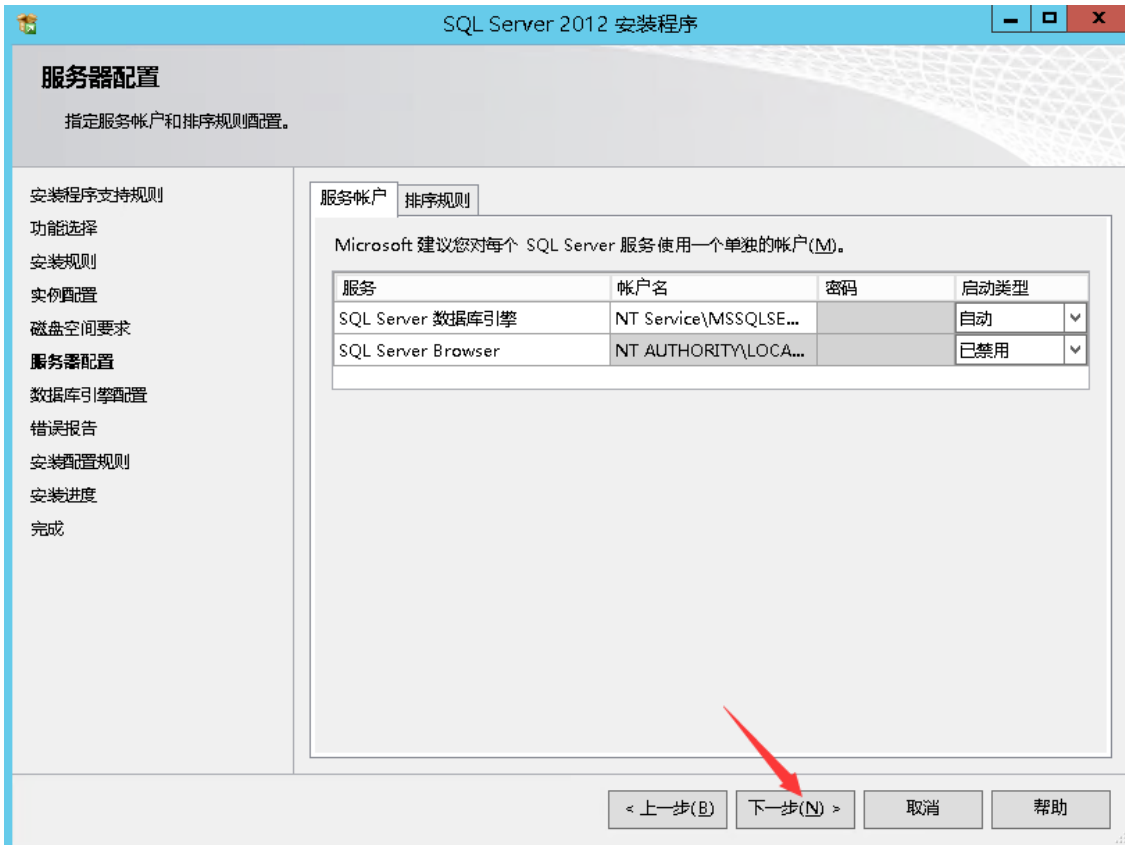 SQL Server 2012 安装程序
服务器配置
指定服务帐户和排序规则配置。
安装程序支持规则
功能选择
安装规则
实例配置
磁盘空间要求
服务器配置
数据库引擎配置
错误报告
安装配置规则
安装进度
完成
服务帐户 排序规则
Microsoft 建议您对每个 SQL Server 服务使用一个单独的帐户(M)。
服务 帐户名 密码 启动类型
SQL Server 数据库引擎 NT Service\MSSQLSE... 自动
SQL Server Browser NT AUTHORITY\LOCA... 已禁用
< 上一步(B) 下一步(N) > 取消 帮助